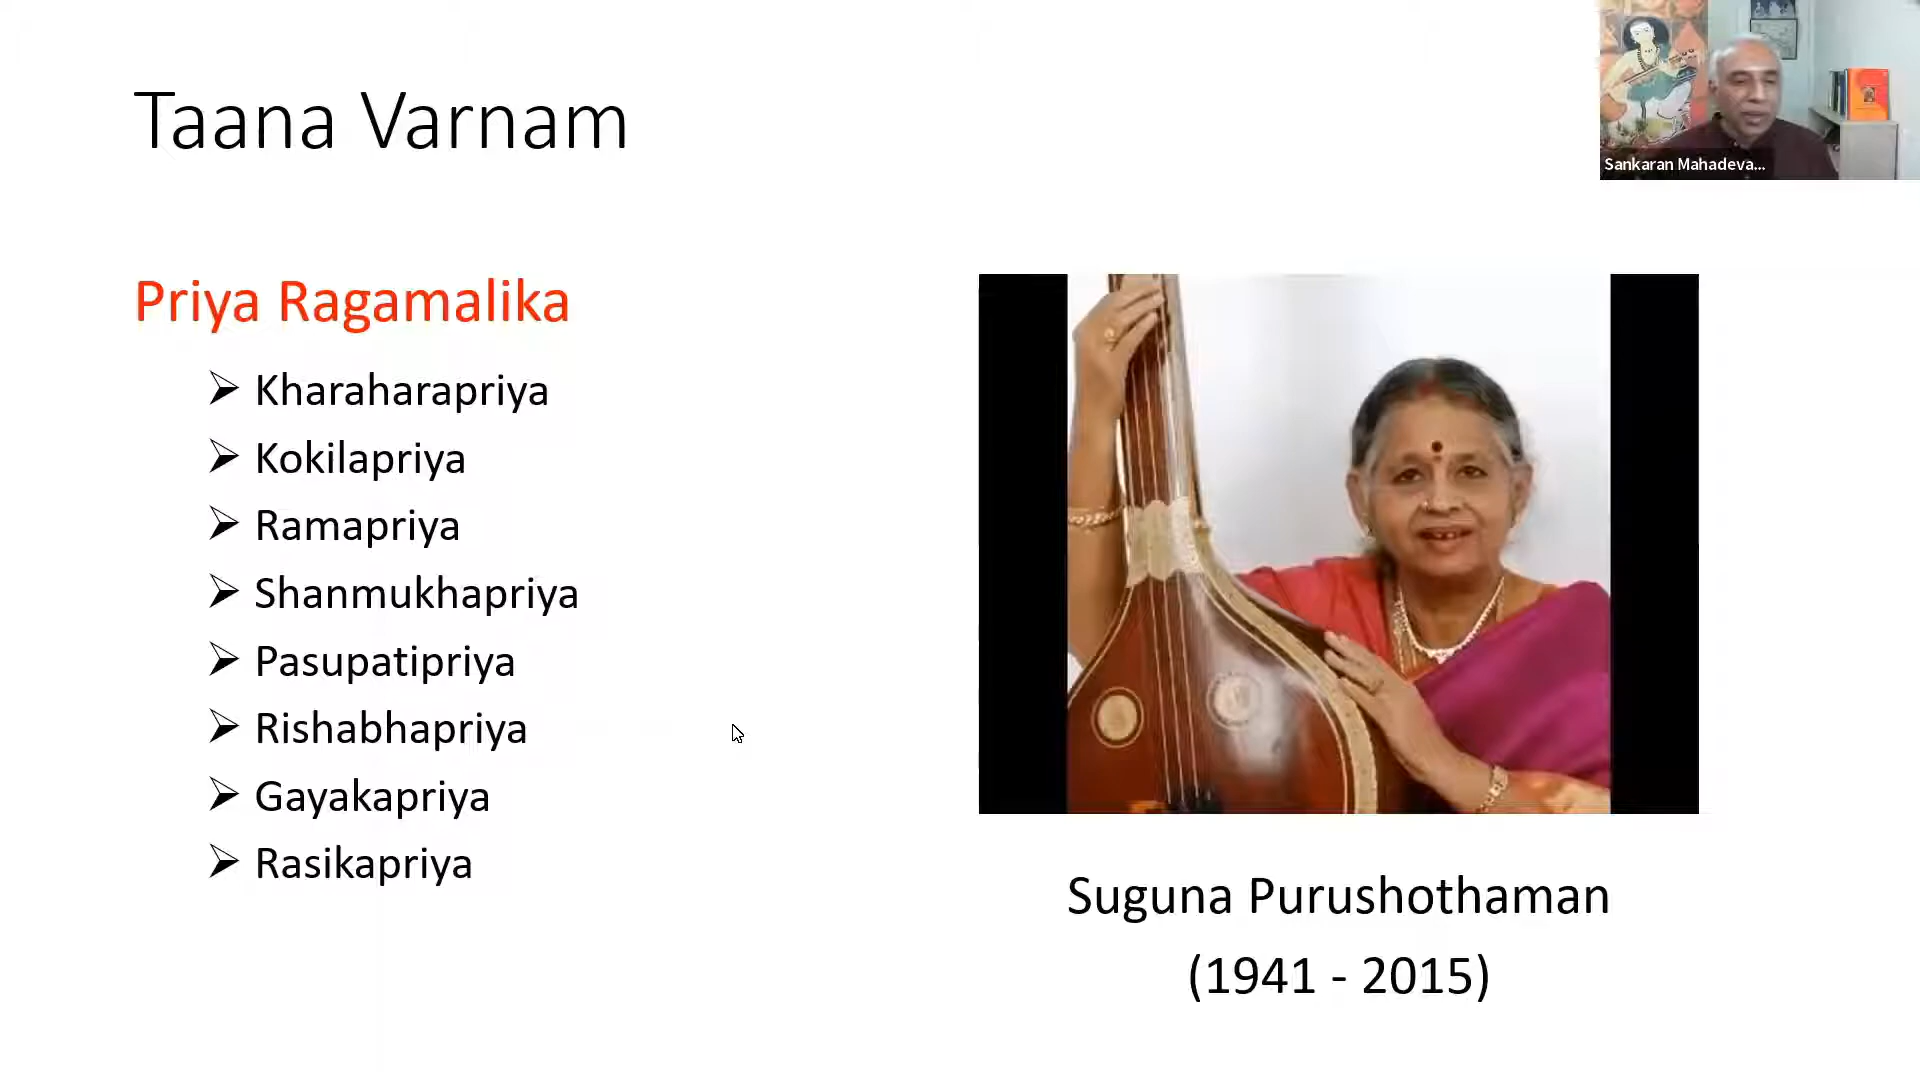 Taana Varnam
Sankaran Mahadeva...
Priya Ragamalika
➢ Kharaharapriya
➢ Kokilapriya
➢ Ramapriya
➢ Shanmukhapriya
➢ Pasupatipriya
➢ Rishabhapriya
➢ Gayakapriya
➢ Rasikapriya
Suguna Purushothaman
(1941 - 2015)